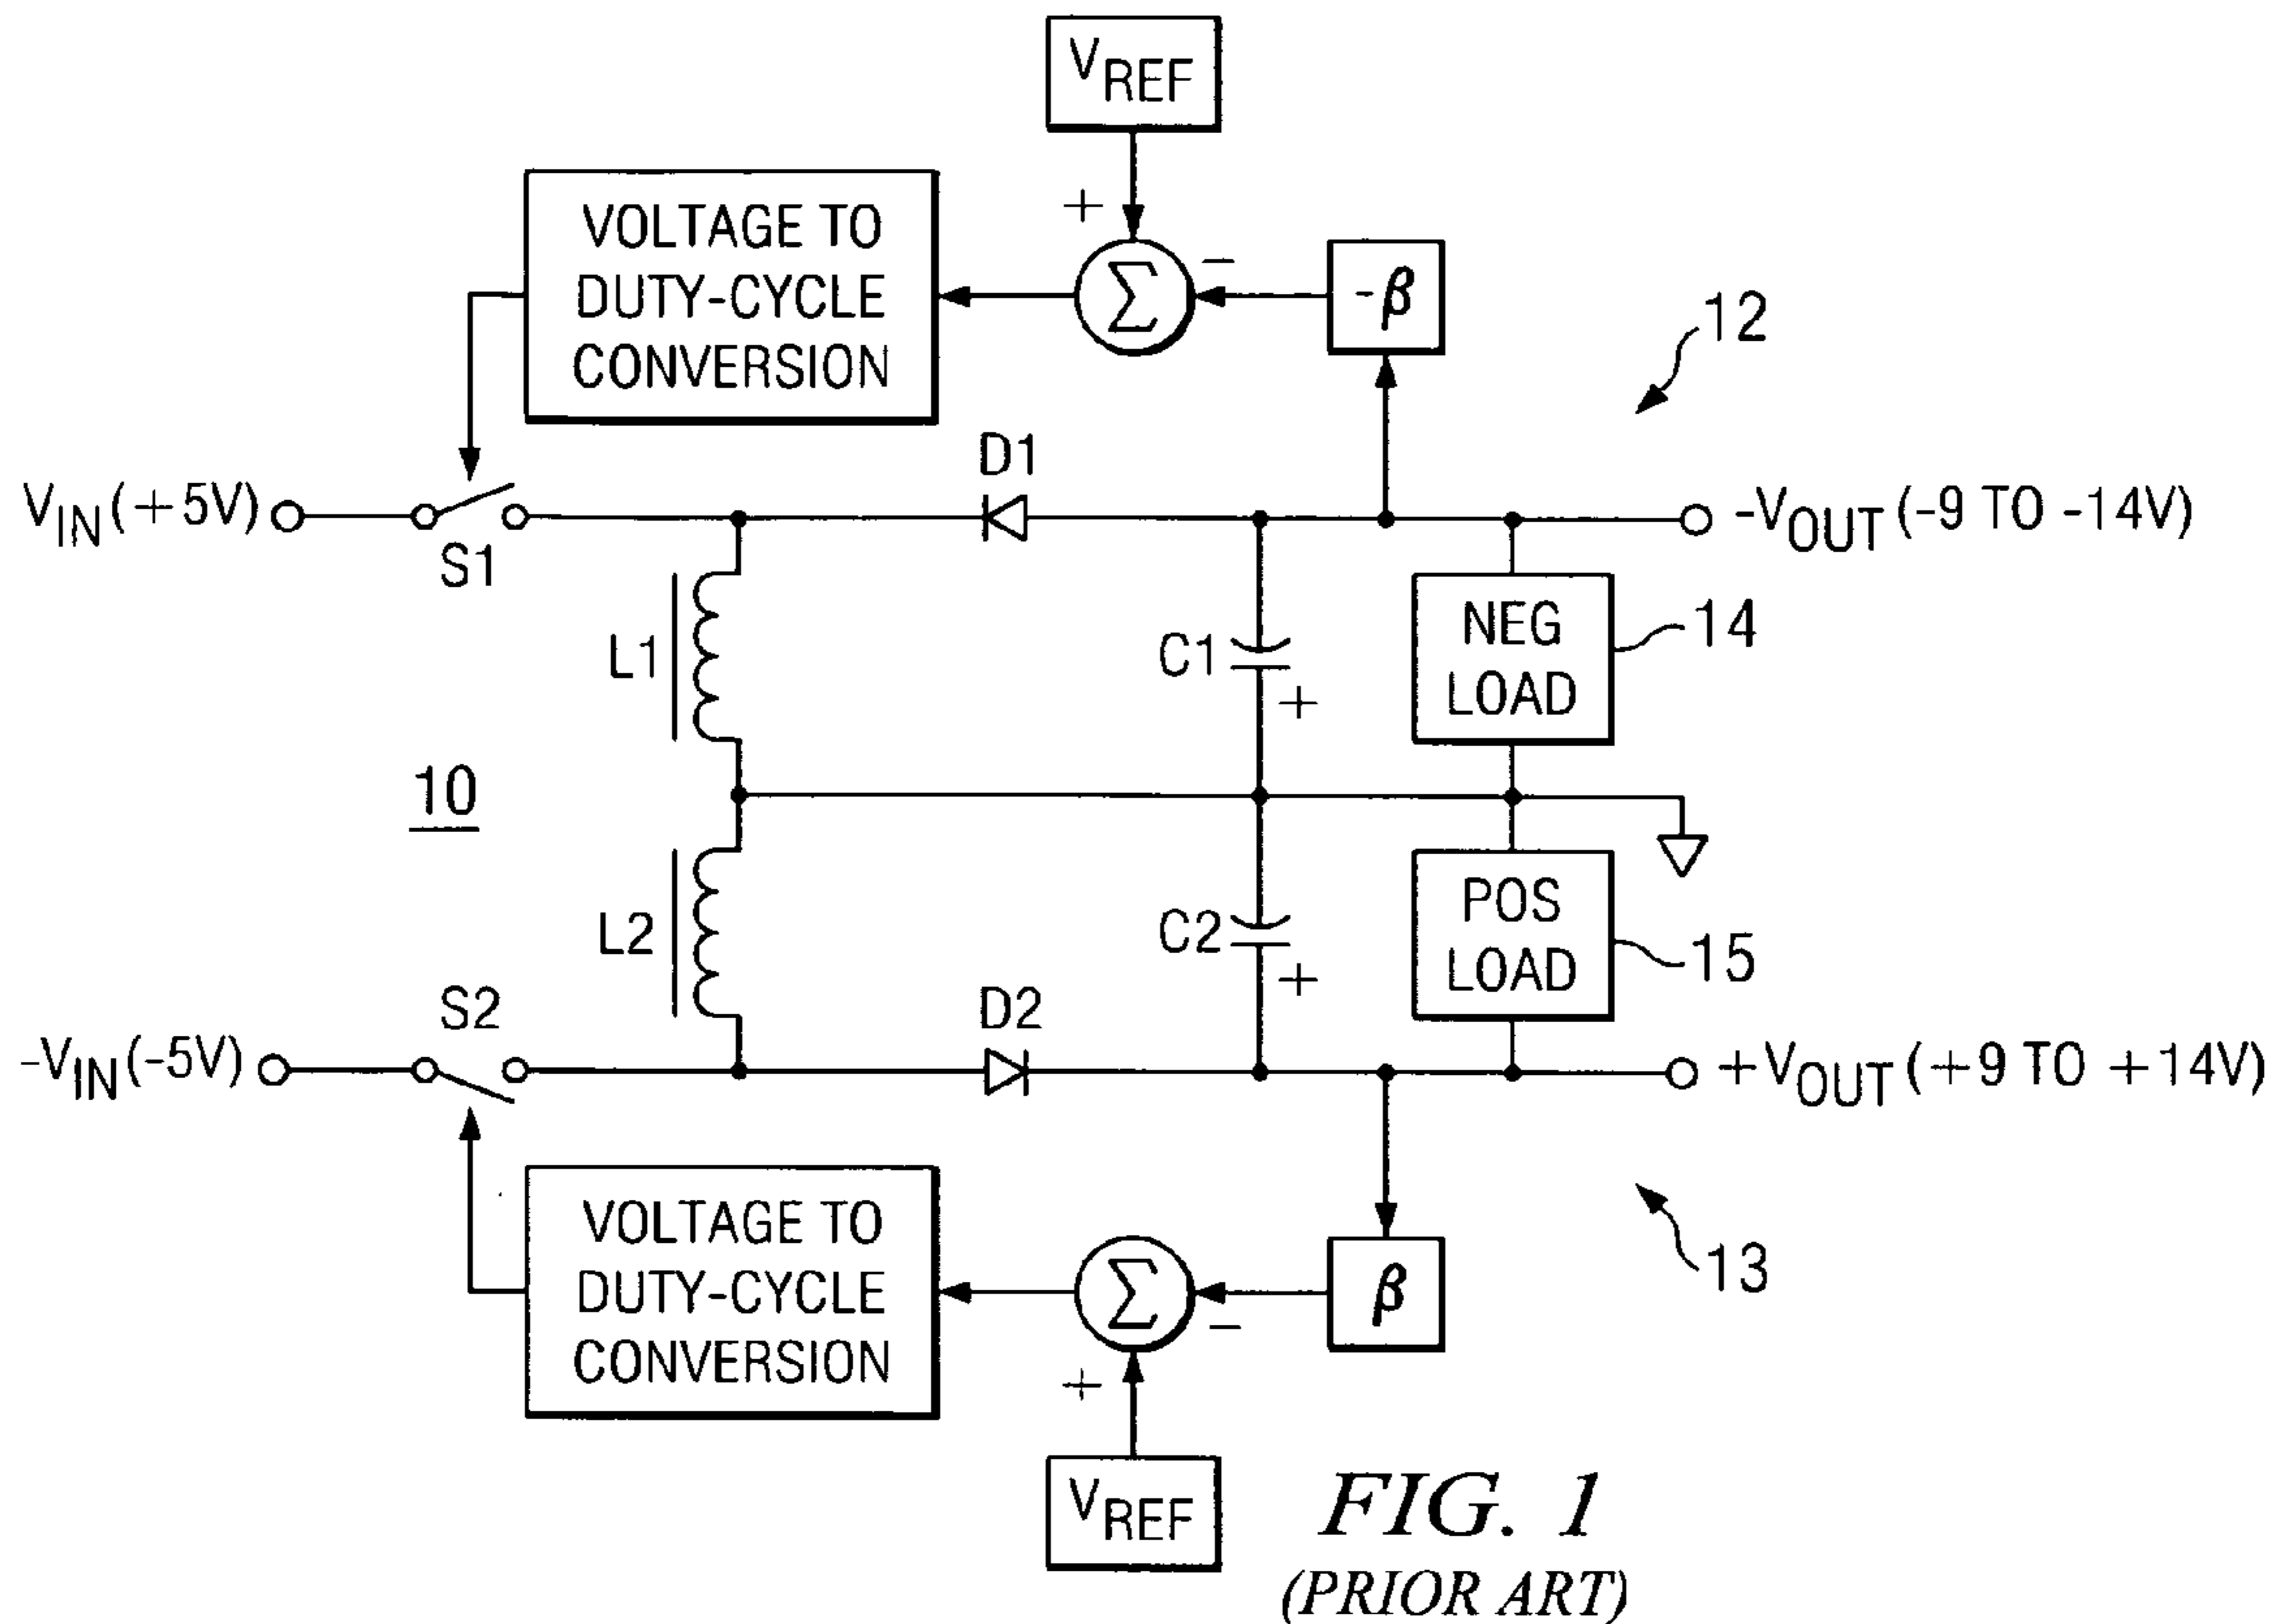 VREF
+
VOLTAGE TO
DUTY-CYCLE
CONVERSION
Σ
-
-β
12
D1
VIN (+5V)
S1
-VOUT (-9 TO -14V)
L1
C1
+
NEG
LOAD
14
10
L2
C2
+
POS
LOAD
15
S2
D2
-VIN (-5V)
+VOUT (+9 TO +14V)
VOLTAGE TO
DUTY-CYCLE
CONVERSION
Σ
-
β
13
+
VREF
FIG. 1
(PRIOR ART)